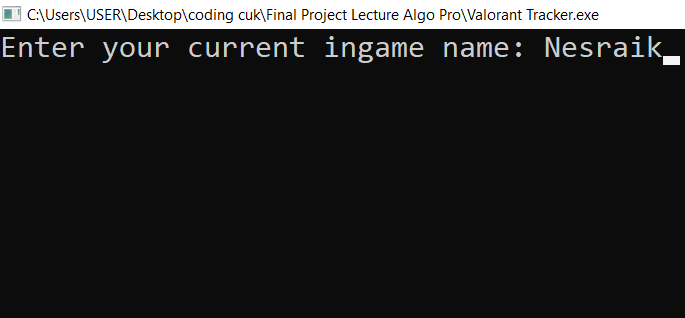 C:\Users\USER\Desktop\coding cuk\Final Project Lecture Algo Pro\Valorant Tracker.exe
Enter your current ingame name: Nesraik